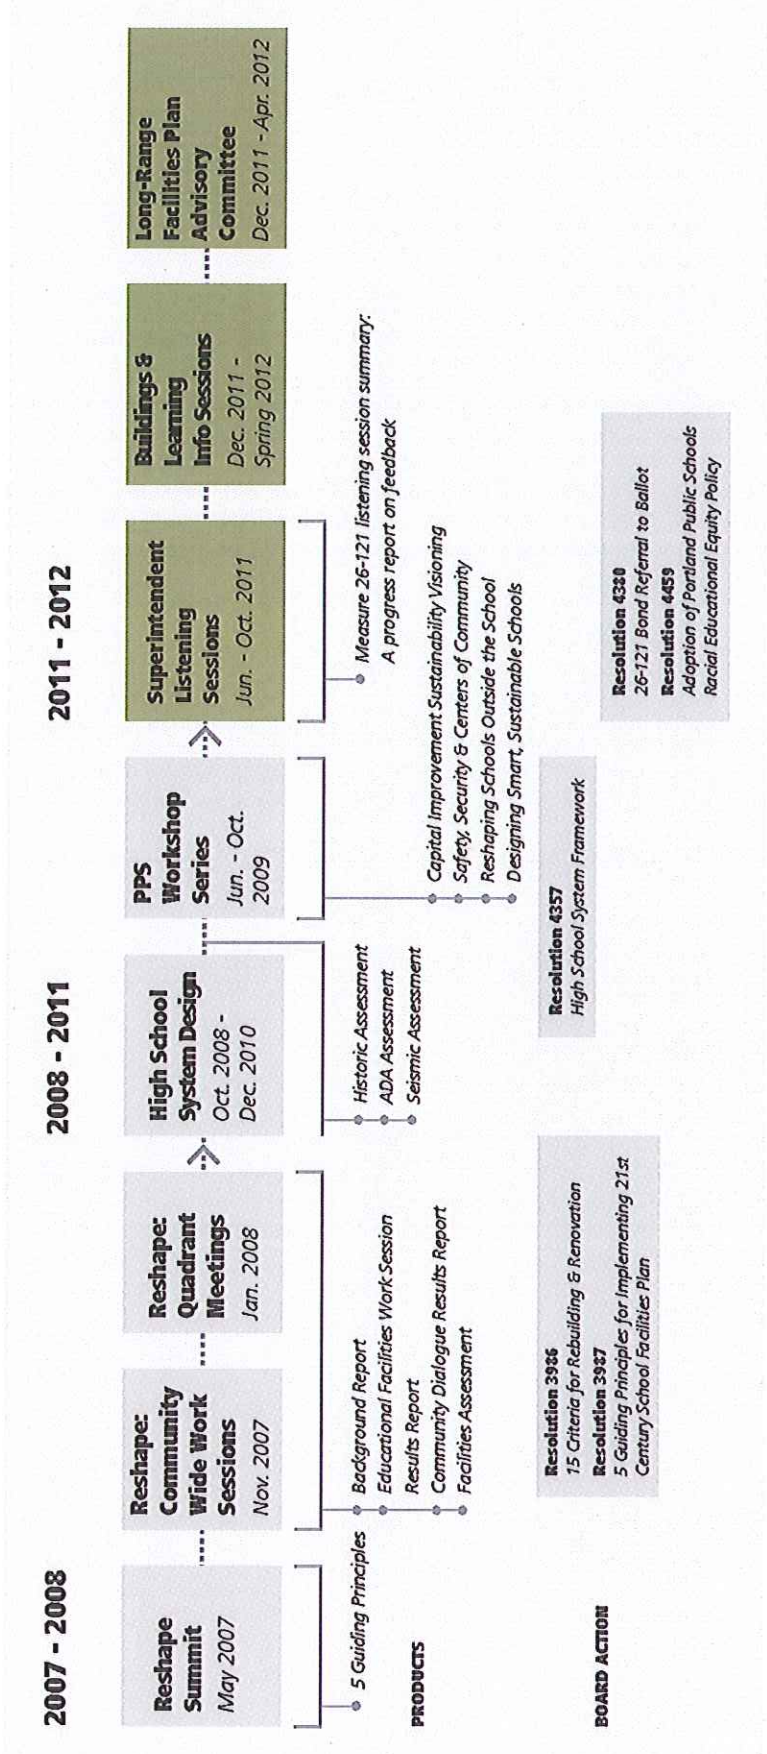 2007 - 2008
2008 - 2011
2011 - 2012
Reshape
Summit
May 2007
Reshape:
Community
Wide Work
Sessions
Nov. 2007
Reshape:
Quadrant
Meetings
Jan. 2008
High School
System Design
Oct. 2008 -
Dec. 2010
PPS
Workshop
Series
Jun. - Oct.
2009
Superintendent
Listening
Sessions
Jun. - Oct. 2011
Buildings &
Learning
Info Sessions
Dec. 2011 -
Spring 2012
Long-Range
Facilities Plan
Advisory
Committee
Dec. 2011 - Apr. 2012
PRODUCTS
5 Guiding Principles
Background Report
Educational Facilities Work Session
Results Report
Community Dialogue Results Report
Facilities Assessment
Historic Assessment
ADA Assessment
Seismic Assessment
Capital Improvement Sustainability Visioning
Safety, Security & Centers of Community
Reshaping Schools Outside the School
Designing Smart, Sustainable Schools
Measure 26-121 listening session summary:
A progress report on feedback
BOARD ACTION
Resolution 3986
15 Criteria for Rebuilding & Renovation
Resolution 3987
5 Guiding Principles for Implementing 21st
Century School Facilities Plan
Resolution 4357
High School System Framework
Resolution 4380
26-121 Bond Referral to Ballot
Resolution 4459
Adoption of Portland Public Schools
Racial Educational Equity Policy